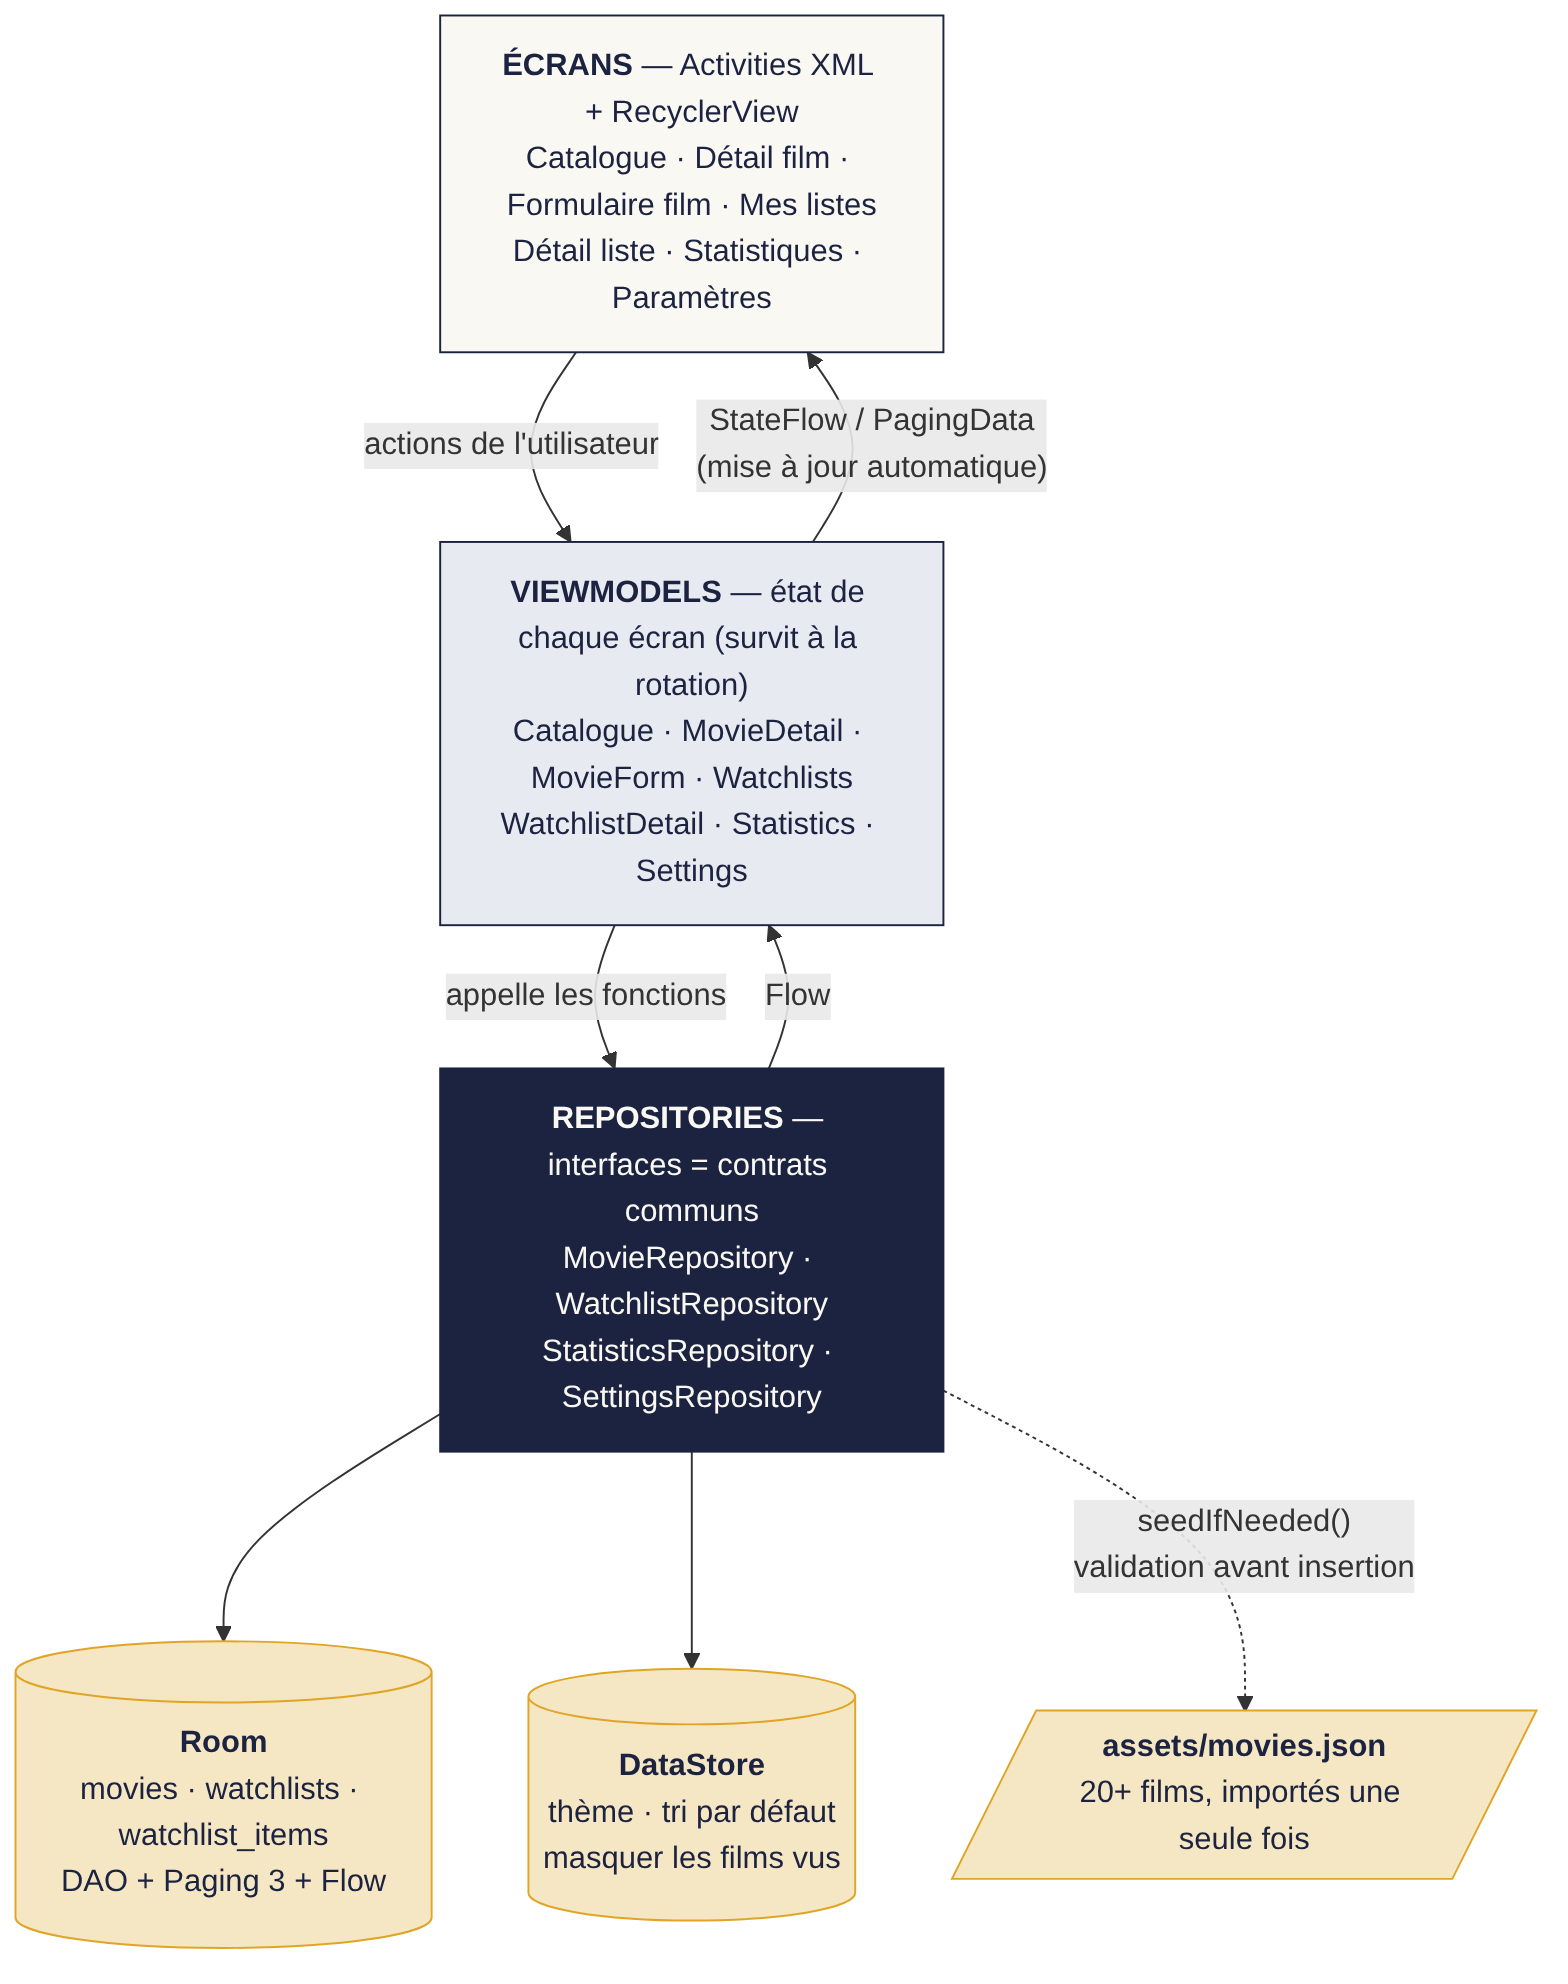 ÉCRANS — Activities XML
+ RecyclerView
Catalogue · Détail film ·
Formulaire film · Mes listes
Détail liste · Statistiques ·
Paramètres
actions de l'utilisateur
StateFlow / PagingData
(mise à jour automatique)
VIEWMODELS — état de
chaque écran (survit à la
rotation)
Catalogue · MovieDetail ·
MovieForm · Watchlists
WatchlistDetail · Statistics ·
Settings
appelle les fonctions
Flow
REPOSITORIES —
interfaces = contrats
communs
MovieRepository ·
WatchlistRepository
StatisticsRepository ·
SettingsRepository
seedIfNeeded()
validation avant insertion
Room
movies · watchlists ·
watchlist_items
DAO + Paging 3 + Flow
DataStore
thème · tri par défaut
masquer les films vus
assets/movies.json
20+ films, importés une
seule fois